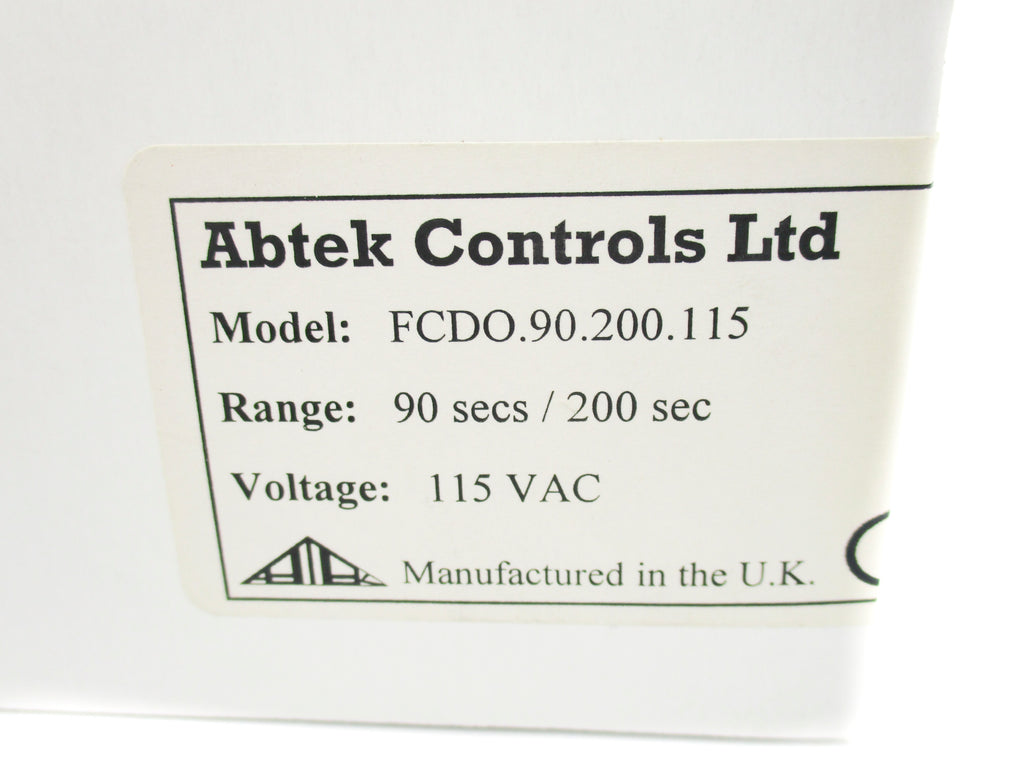 Abtek Controls Ltd
Model: FCDO.90.200.115
Range: 90 secs / 200 sec
Voltage: 115 VAC
Manufactured in the U.K.